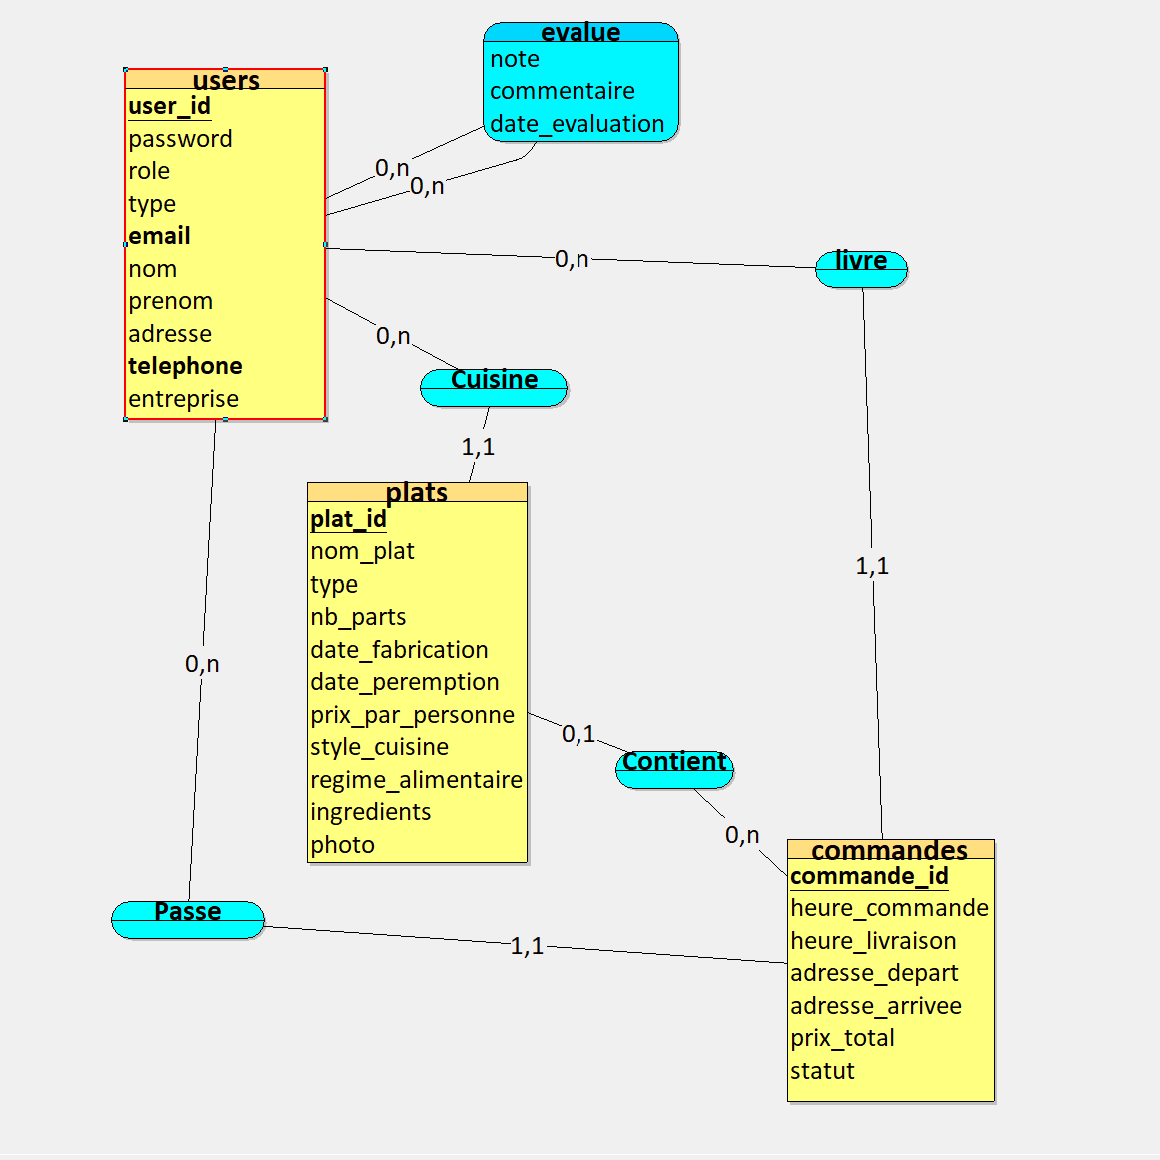 evalue
note
commentaire
date_evaluation
users
user_id
password
role
type
email
nom
prenom
adresse
telephone
entreprise
0,n
0,n
0,n
livre
0,n
Cuisine
1,1
plats
plat_id
nom_plat
type
nb_parts
date_fabrication
date_peremption
prix_par_personne
style_cuisine
regime_alimentaire
ingredients
photo
1,1
0,n
0,1
Contient
0,n
commandes
commande_id
heure_commande
heure_livraison
adresse_depart
adresse_arrivee
prix_total
statut
Passe
1,1